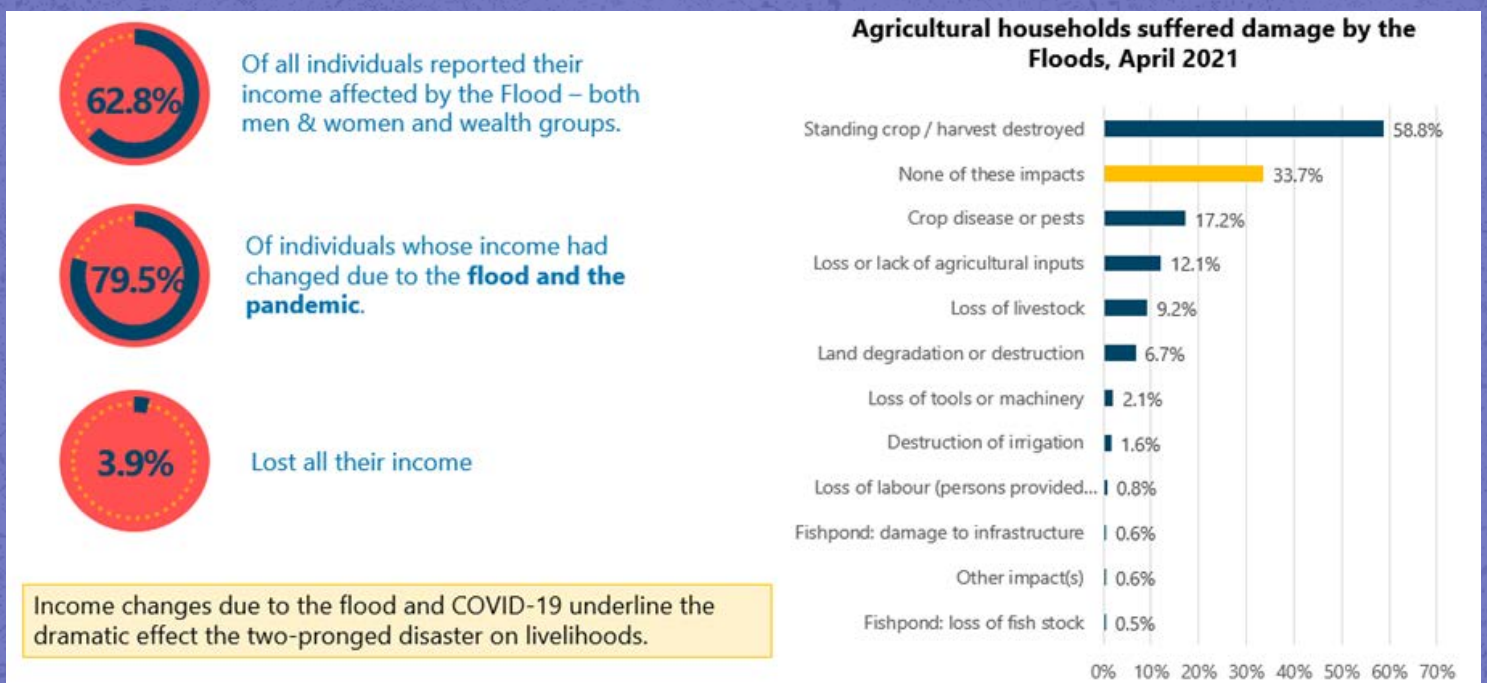 62.8%
Of all individuals reported their
income affected by the Flood – both
men & women and wealth groups.
79.5%
Of individuals whose income had
changed due to the flood and the
pandemic.
3.9%
Lost all their income
Income changes due to the flood and COVID-19 underline the
dramatic effect the two-pronged disaster on livelihoods.
Agricultural households suffered damage by the
Floods, April 2021
Standing crop / harvest destroyed 58.8%
None of these impacts 33.7%
Crop disease or pests 17.2%
Loss or lack of agricultural inputs 12.1%
Loss of livestock 9.2%
Land degradation or destruction 6.7%
Loss of tools or machinery 2.1%
Destruction of irrigation 1.6%
Loss of labour (persons provided... 0.8%
Fishpond: damage to infrastructure 0.6%
Other impact(s) 0.6%
Fishpond: loss of fish stock 0.5%
0% 10% 20% 30% 40% 50% 60% 70%